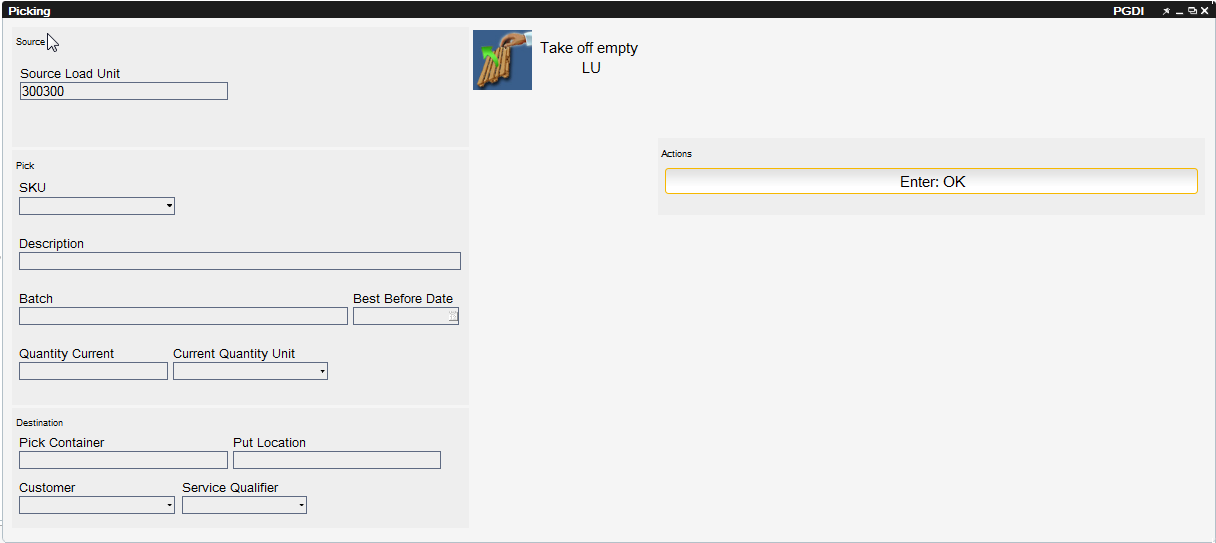 Picking
PGDI
Source
Source Load Unit
300300
Take off empty
LU
Actions
Enter: OK
Pick
SKU
Description
Batch
Best Before Date
Quantity Current
Current Quantity Unit
Destination
Pick Container
Put Location
Customer
Service Qualifier